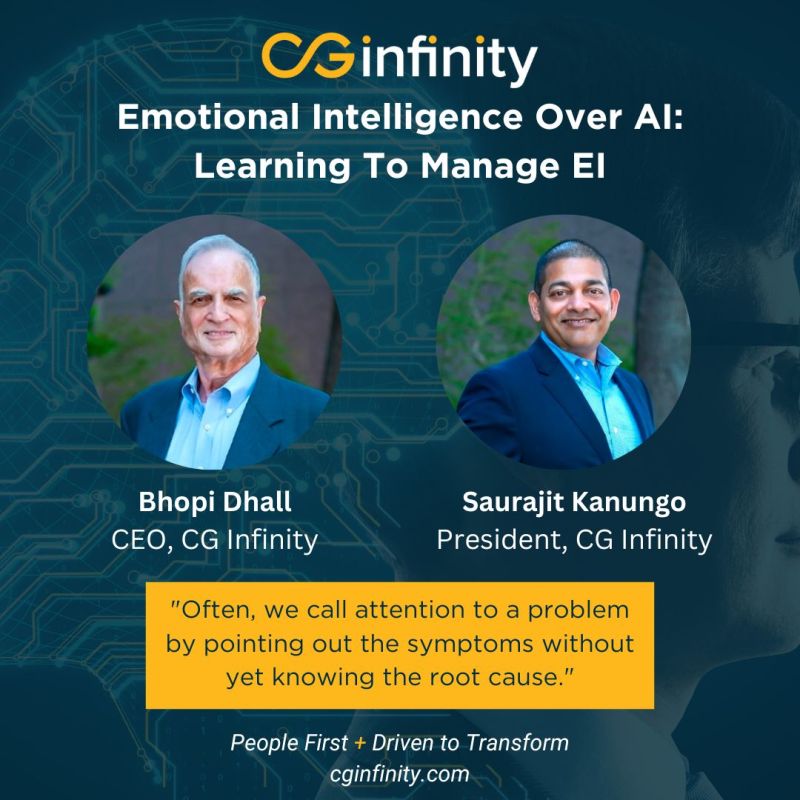 CGinfinity
Emotional Intelligence Over AI:
Learning To Manage EI
Bhopi Dhall
CEO, CG Infinity
Saurajit Kanungo
President, CG Infinity
"Often, we call attention to a problem
by pointing out the symptoms without
yet knowing the root cause."
People First + Driven to Transform
cginfinity.com